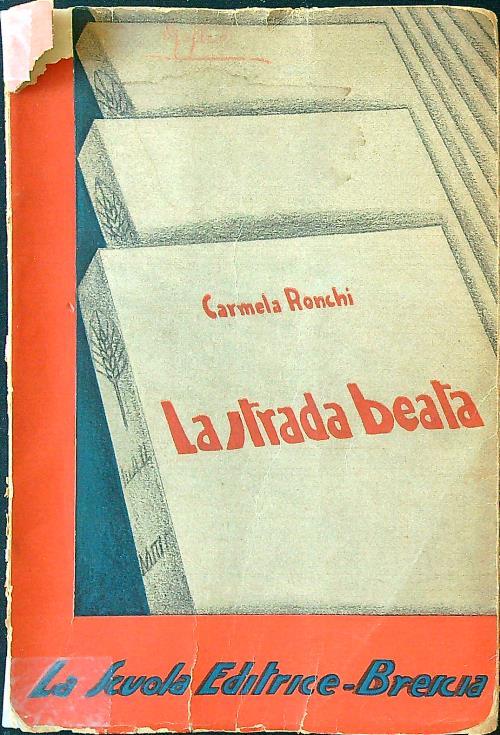 Carmela Ronchi
La strada beata
La Scuola Editrice-Brescia